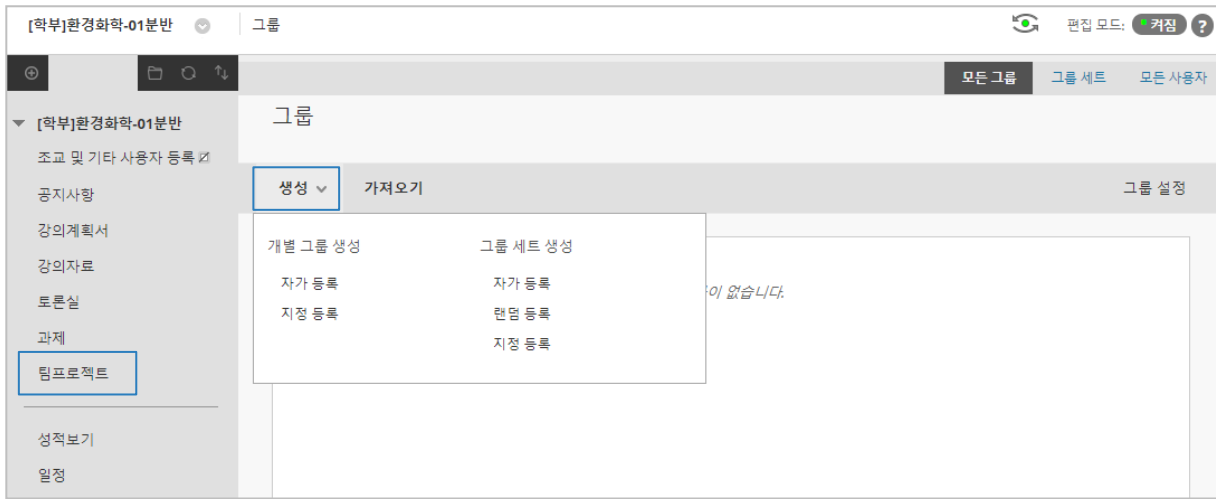 [학부]환경화학-01분반
그룹
편집 모드: 켜짐 ?
모든 그룹 그룹 세트 모든 사용자
[학부]환경화학-01분반
조교 및 기타 사용자 등록
공지사항
강의계획서
강의자료
토론실
과제
팀프로젝트
성적보기
일정
그룹
생성 가져오기 그룹 설정
개별 그룹 생성
자가 등록
지정 등록
그룹 세트 생성
자가 등록
랜덤 등록
지정 등록
없습니다.